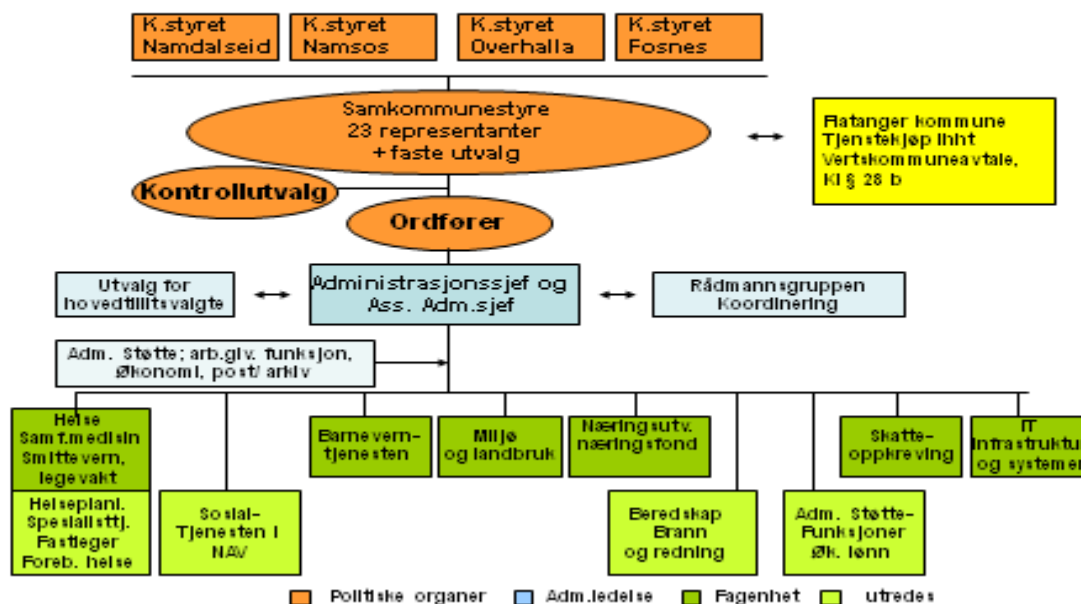 K.styret
Namdalseid
K.styret
Namsos
K.styret
Overhalla
K.styret
Fosnes
Samkommunestyre
23 representanter
+ faste utvalg
Flatanger kommune
Tjenstekjøp ihht
Vertskommuneavtale,
Kl § 28 b
Kontrollutvalg
Ordfører
Utvalg for
hovedtillitsvalgte
Administrasjonssjef og
Ass. Adm.sjef
Rådmannsgruppen
Koordinering
Adm. Støtte; arb.giv. funksjon,
Økonomi, post/ arkiv
Helse
Samf.medisin
Smittevern,
legevakt
Barnevern-
tjenesten
Miljø
og landbruk
Næringsutv.
næringsfond
Skatte-
oppkreving
IT
Infrastruktur
og systemer
Helseplanl.
Spesialisttj.
Fastleger
Foreb. helse
Sosial-
Tjenesten i
NAV
Beredskap
Brann
og redning
Adm. Støtte-
Funksjoner
Øk. lønn
Politiske organer
Adm.ledelse
Fagenhet
utredes